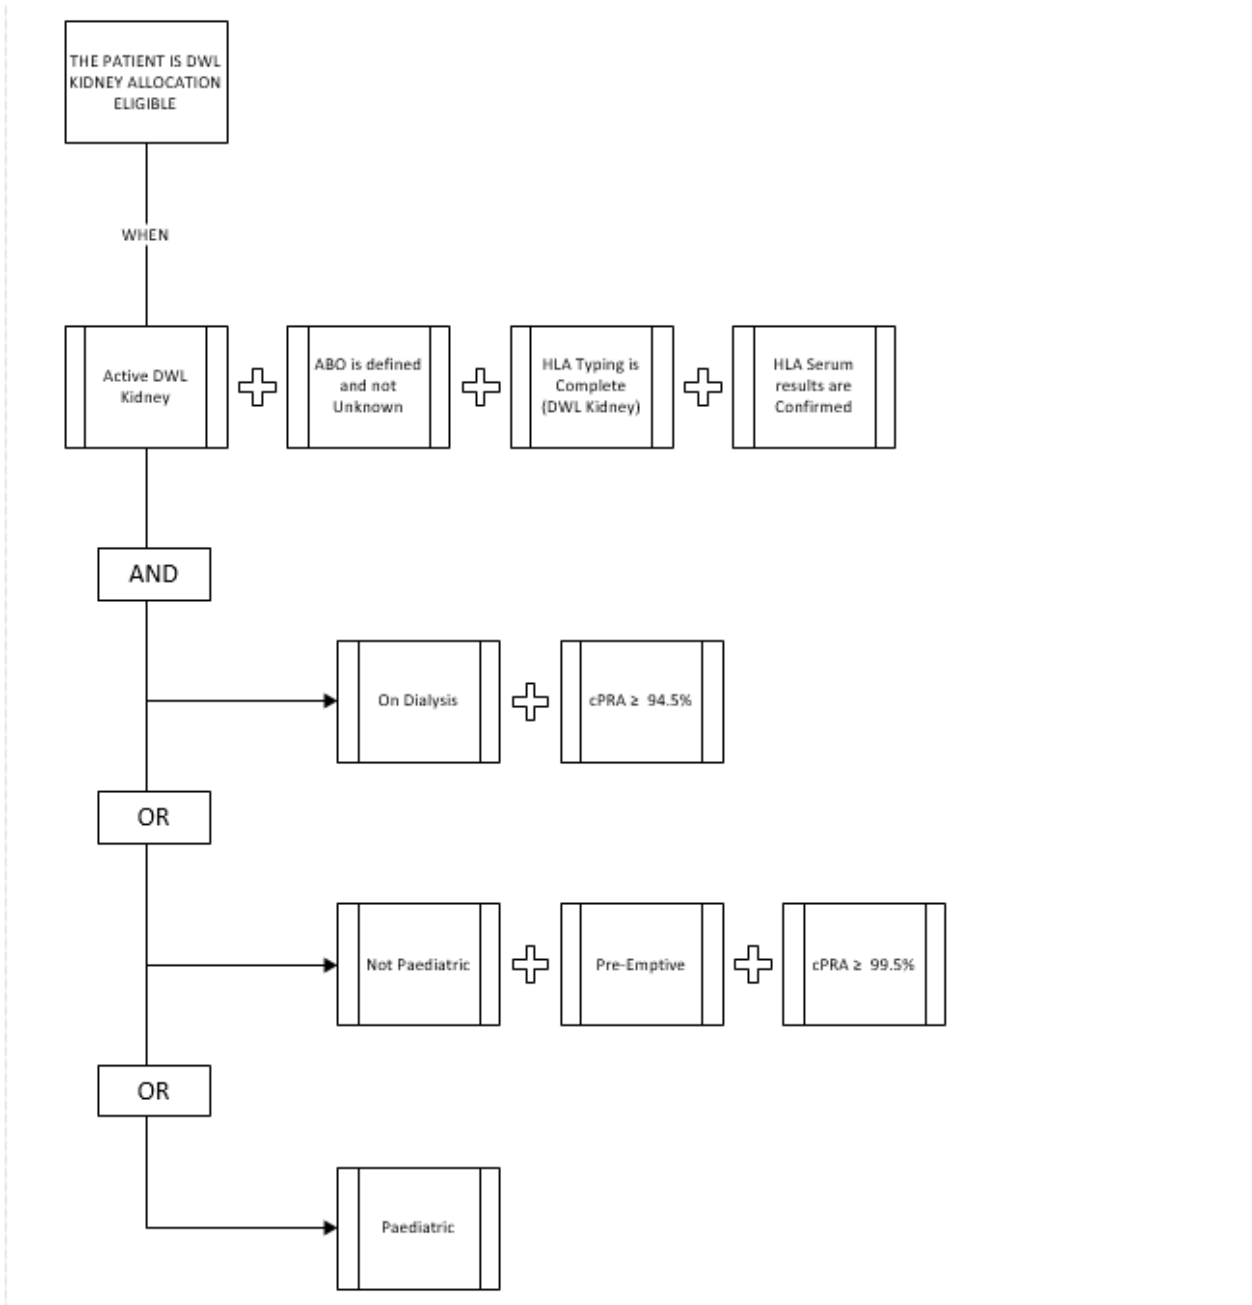 THE PATIENT IS DWL
KIDNEY ALLOCATION
ELIGIBLE
WHEN
Active DWL
Kidney
ABO is defined
and not
Unknown
HLA Typing is
Complete
(DWL Kidney)
HLA Serum
results are
Confirmed
AND
On Dialysis
cPRA ≥ 94.5%
OR
Not Paediatric
Pre-Emptive
cPRA ≥ 99.5%
OR
Paediatric